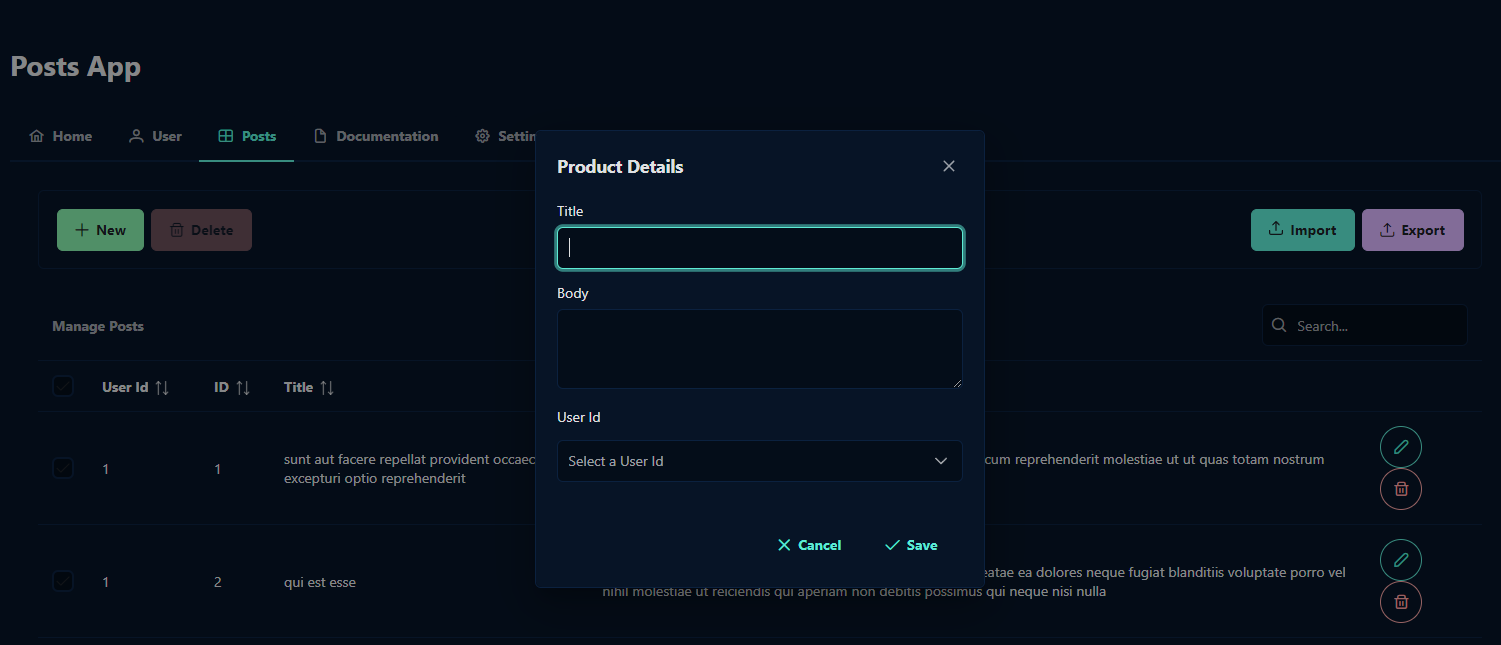 Posts App
Home User Posts Documentation Settin
Product Details
Title
New Delete Import Export
Body
Manage Posts Search...
User Id ID Title
User Id
Select a User Id
1 1 sunt aut facere repellat provident occaec cum reprehenderit molestiae ut ut quas totam nostrum
excepturi optio reprehenderit
Cancel Save
1 2 qui est esse eatae ea dolores neque fugiat blanditiis voluptate porro vel
nihil molestiae ut reiciendis qui aperiam non debitis possimus qui neque nisi nulla